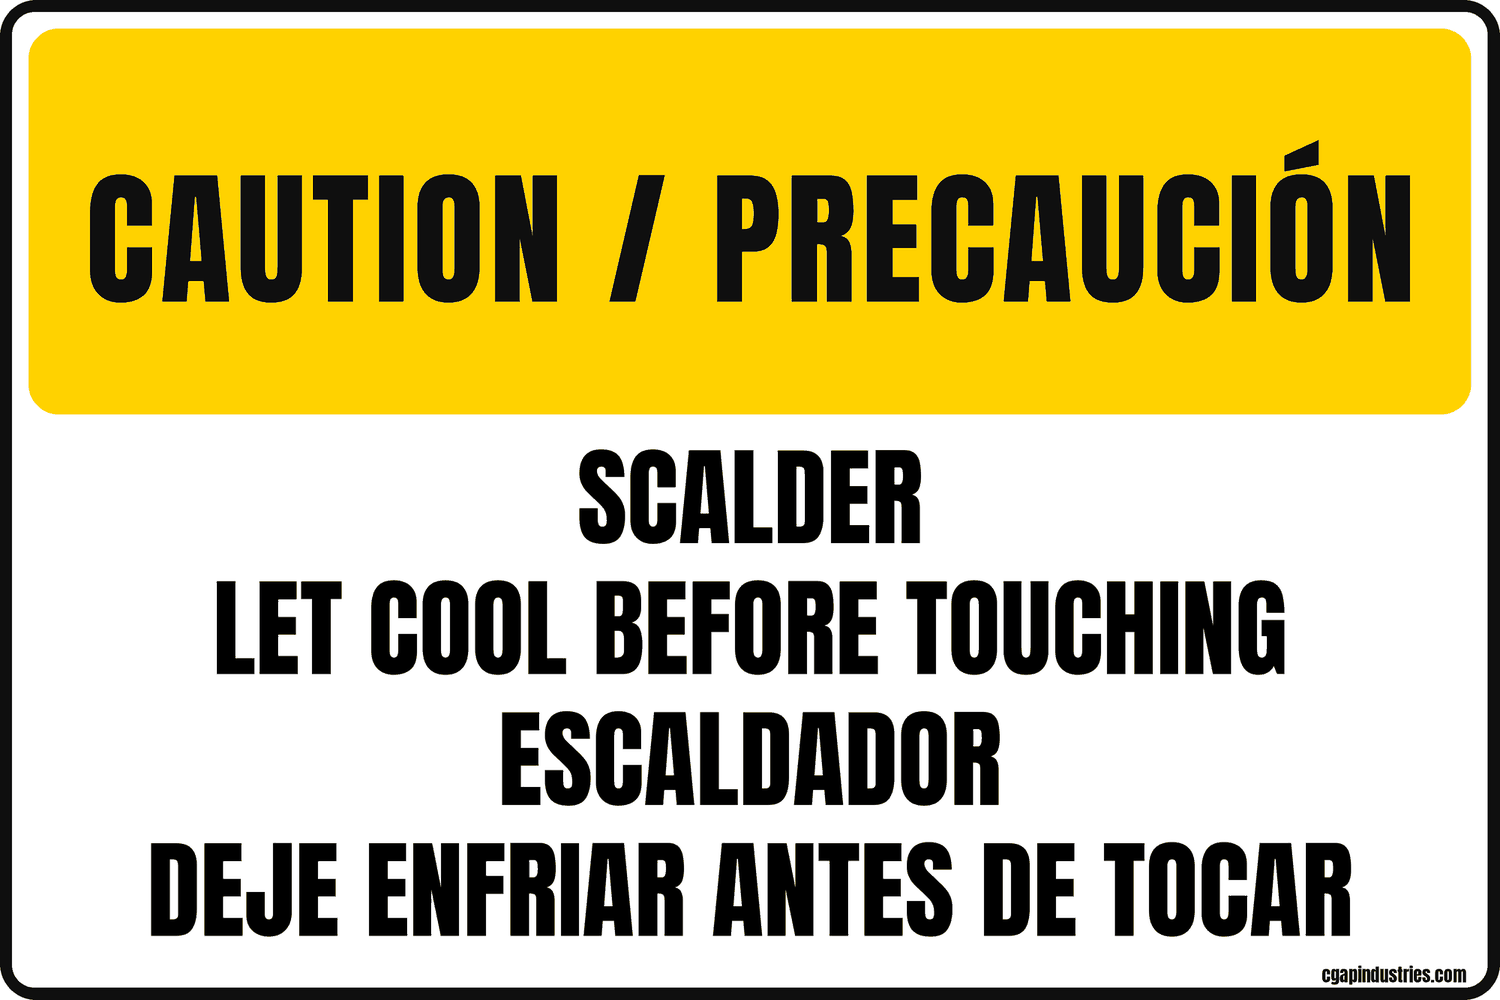 CAUTION / PRECAUCIÓN
SCALDER
LET COOL BEFORE TOUCHING
ESCALDADOR
DEJE ENFRIAR ANTES DE TOCAR
cgapindustries.com